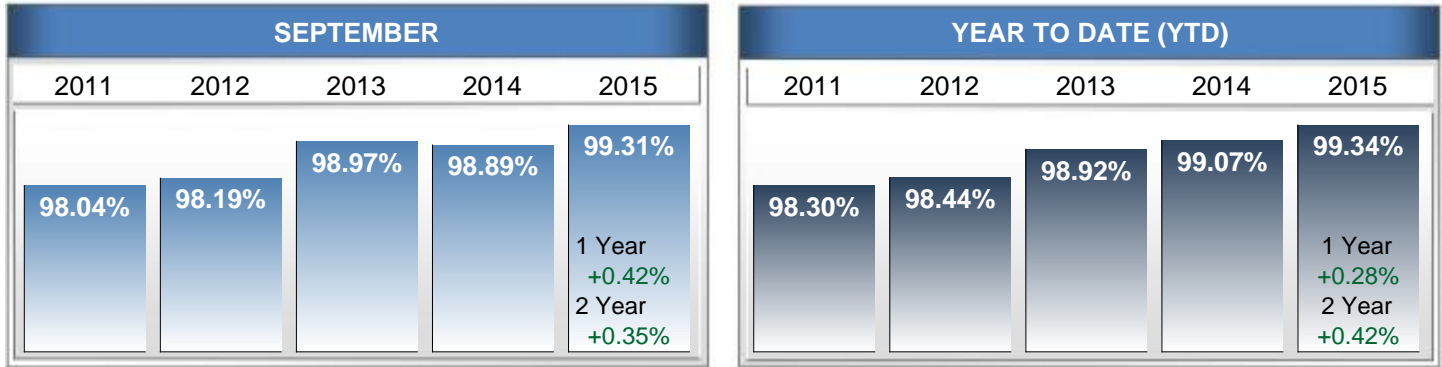 SEPTEMBER
2011 2012 2013 2014 2015
98.04% 98.19% 98.97% 98.89% 99.31%
1 Year
+0.42%
2 Year
+0.35%
YEAR TO DATE (YTD)
2011 2012 2013 2014 2015
98.30% 98.44% 98.92% 99.07% 99.34%
1 Year
+0.28%
2 Year
+0.42%